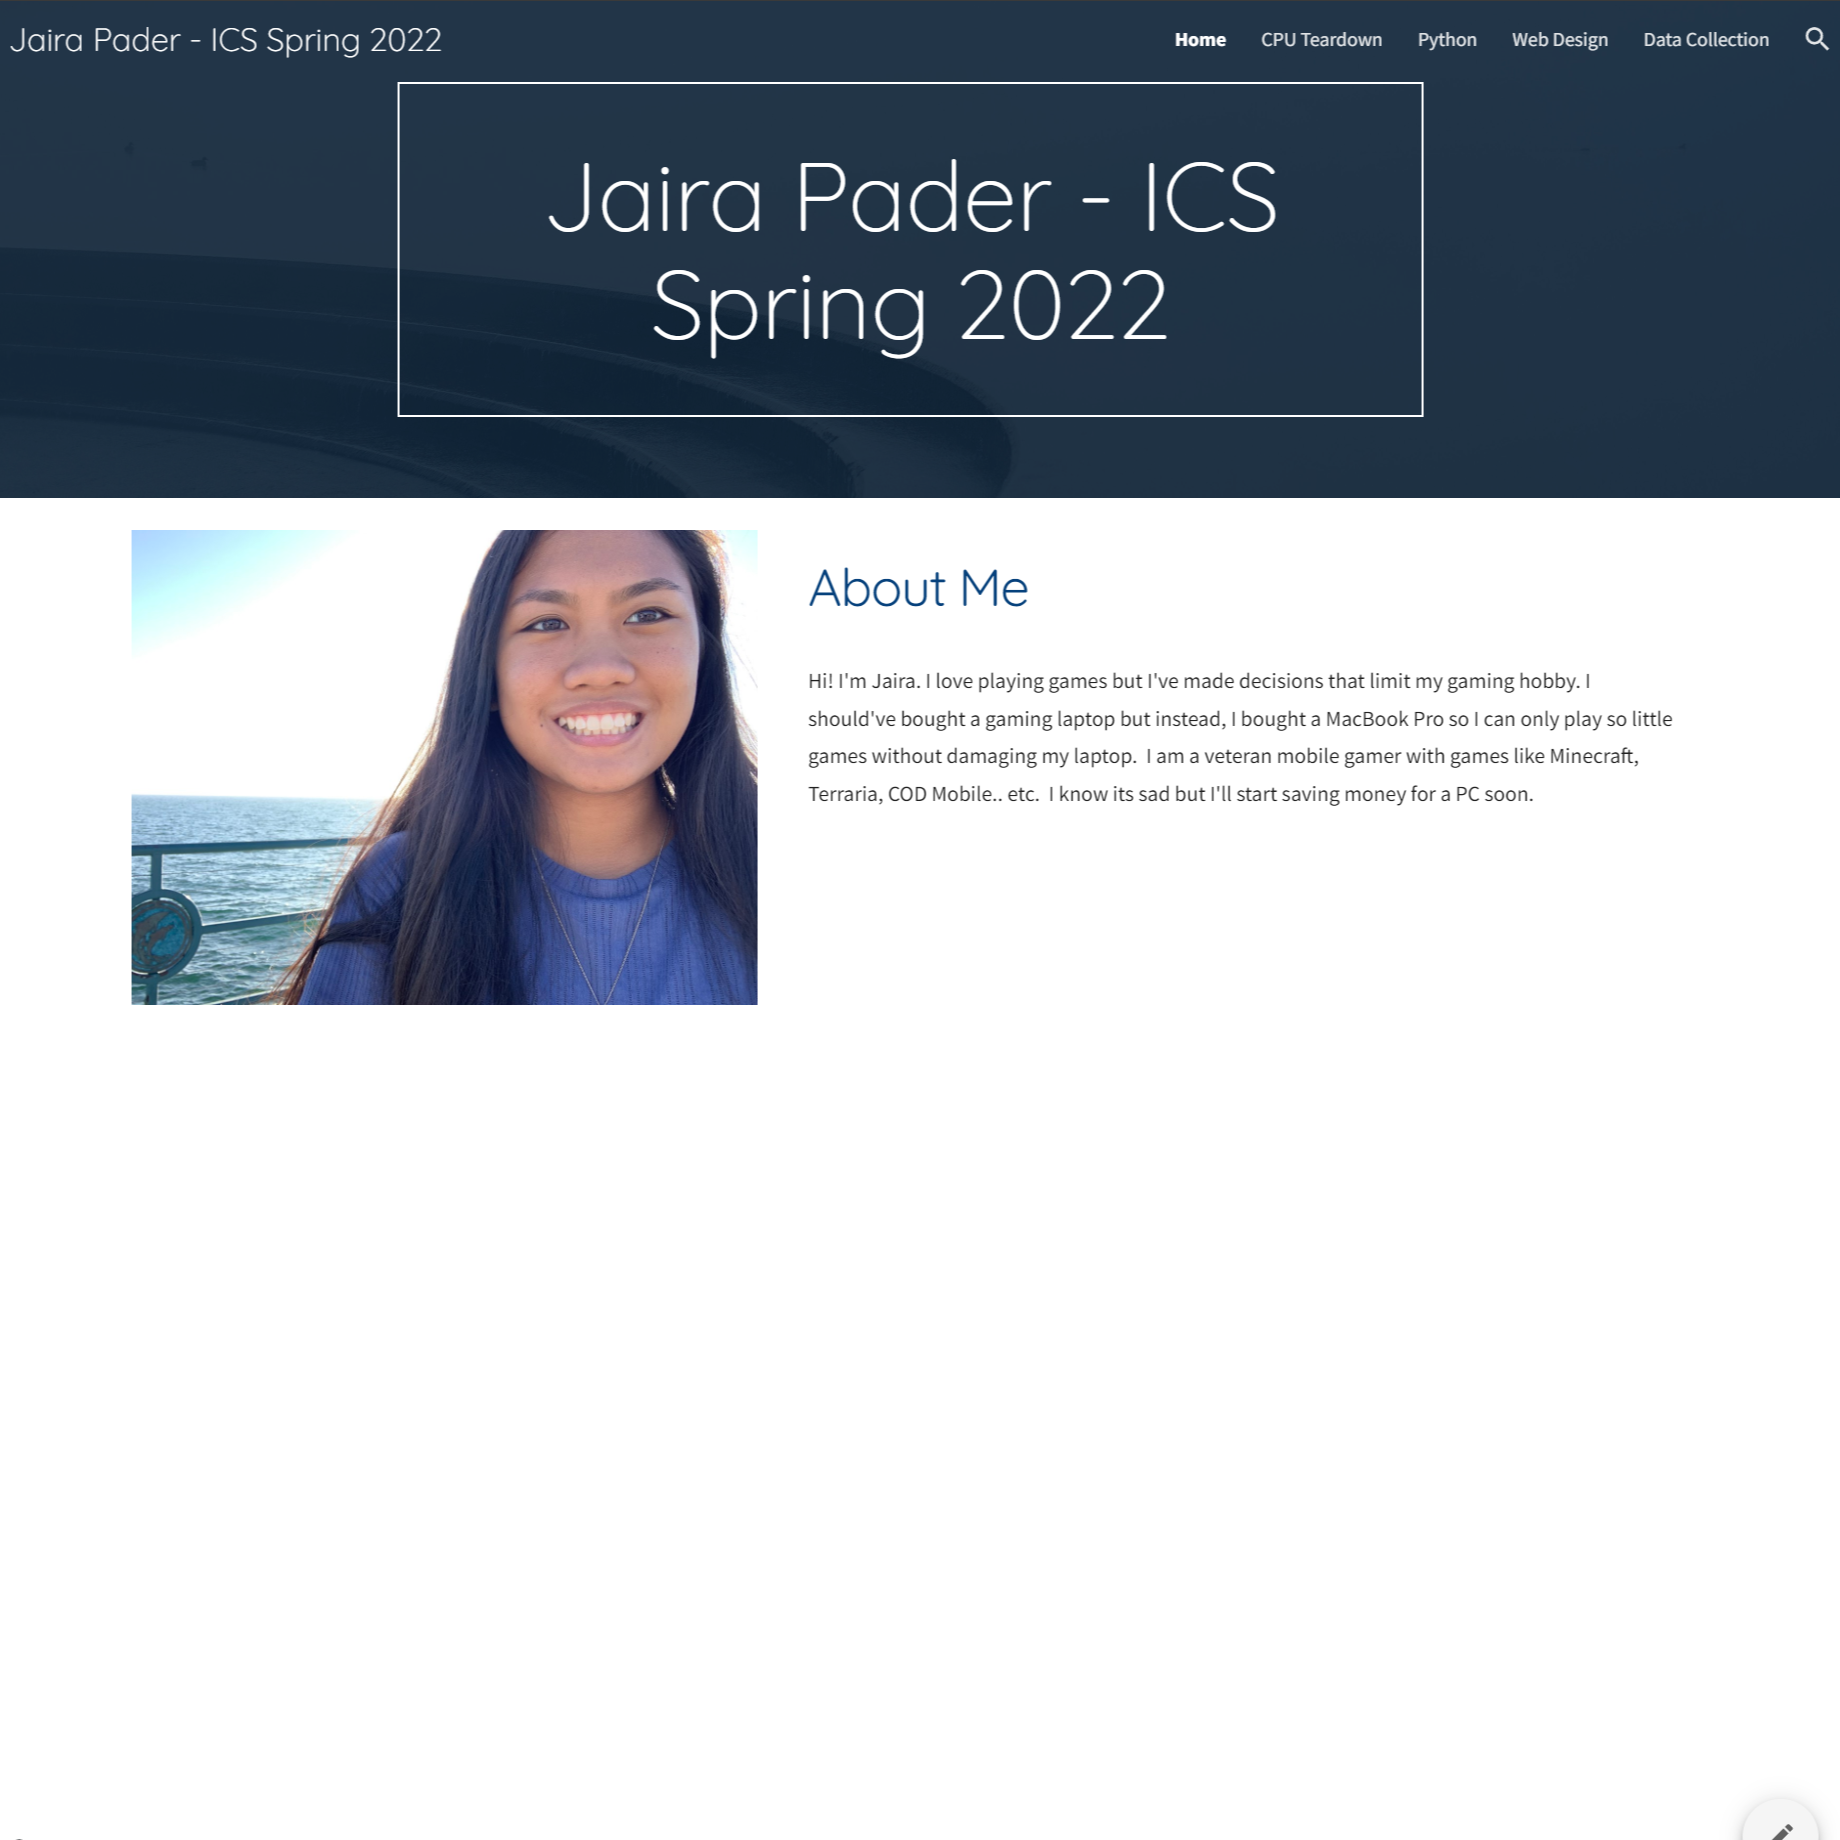 Jaira Pader - ICS Spring 2022
Home CPU Teardown Python Web Design Data Collection
Jaira Pader - ICS
Spring 2022
About Me
Hi! I'm Jaira. I love playing games but I've made decisions that limit my gaming hobby. I
should've bought a gaming laptop but instead, I bought a MacBook Pro so I can only play so little
games without damaging my laptop.  I am a veteran mobile gamer with games like Minecraft,
Terraria, COD Mobile.. etc.  I know its sad but I'll start saving money for a PC soon.